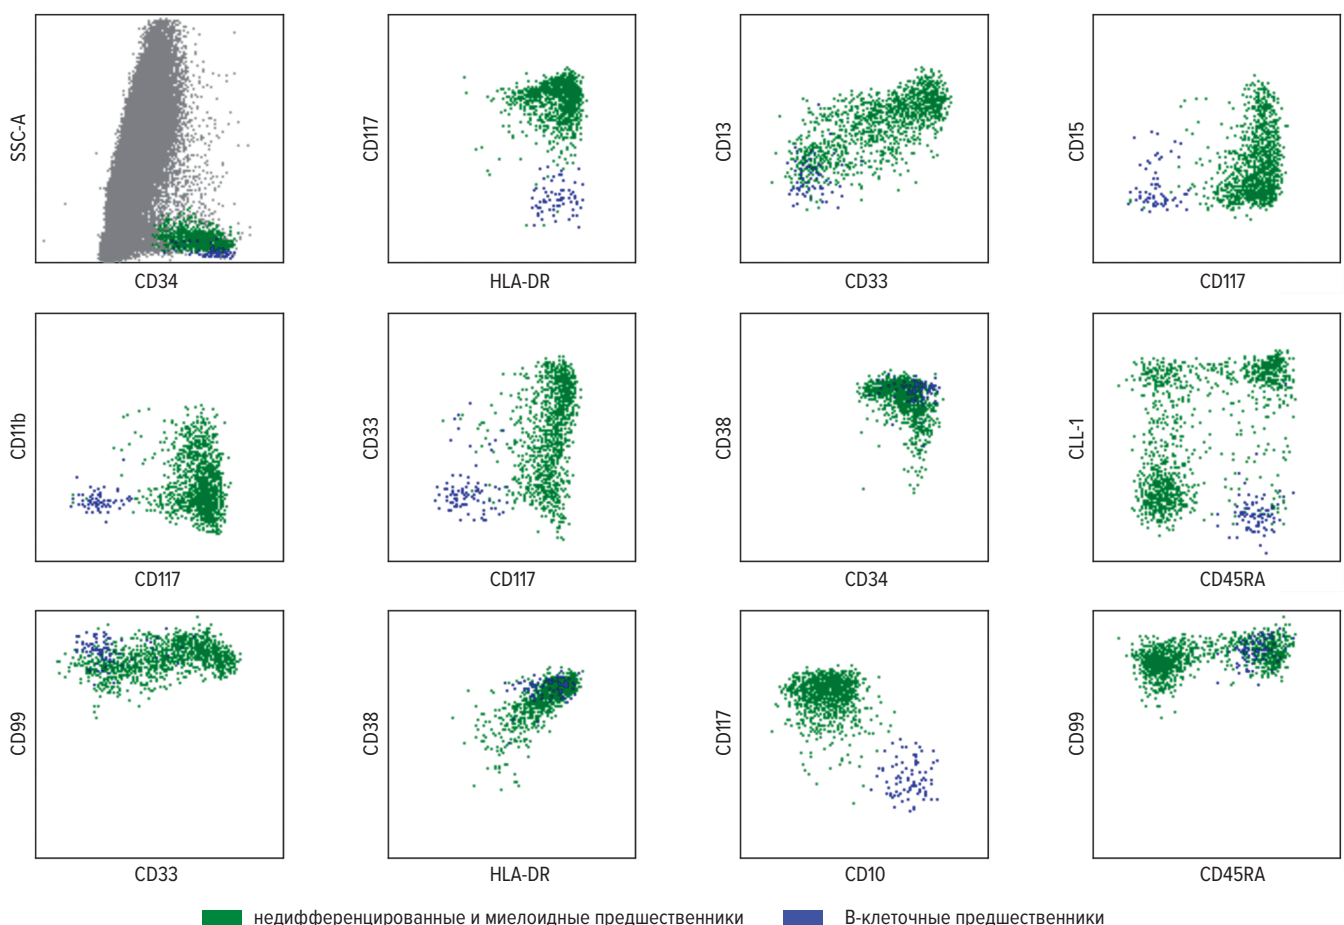 SSC-A
CD34
CD117
HLA-DR
CD13
CD33
CD15
CD117
CD11b
CD117
CD33
CD117
CD38
CD34
CLL-1
CD45RA
CD99
CD33
CD38
HLA-DR
CD117
CD10
CD99
CD45RA
недифференцированные и миелоидные предшественники
В-клеточные предшественники